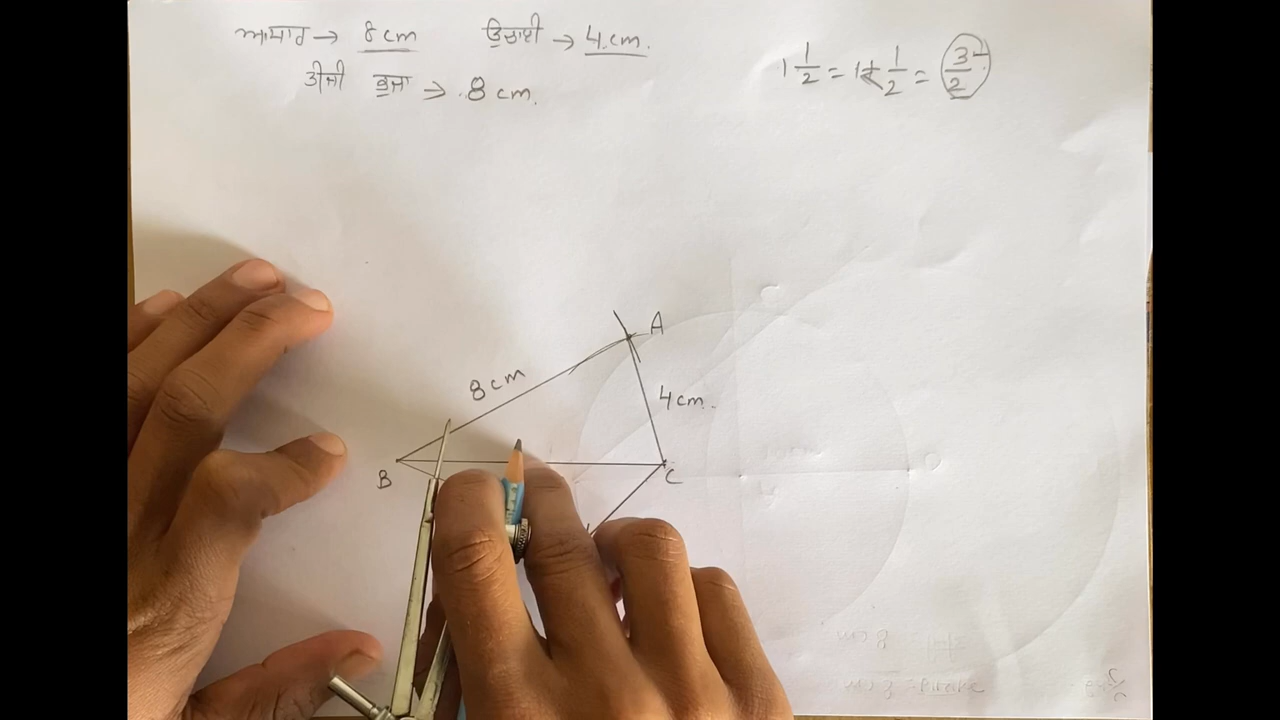 ਆਧਾਰ → 8 cm ਉਚਾਈ → 4 cm.
ਤੀਜੀ ਭੁਜਾ → 8 cm.
1 1/2 = 1 + 1/2 = 3/2
A
8 cm
4 cm.
B
C